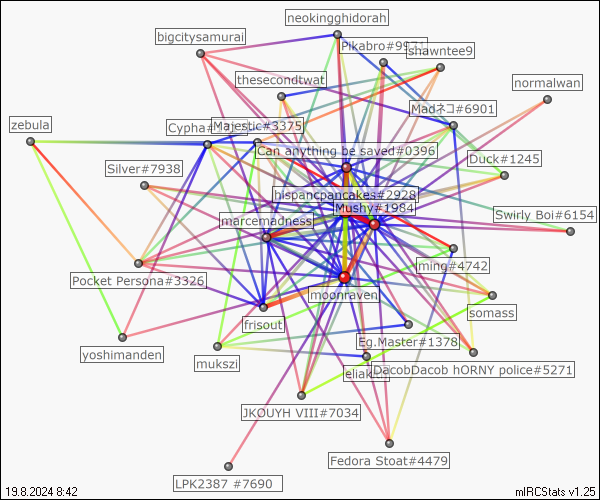 neokingghidorah
bigcitysamurai
Pikabro#9971
shawntee9
thesecondtwat
normalwan
MadネコI#6901
zebula
Cypha#
Majestic#3375
Can anything be saved#0396
Duck#1245
Silver#7938
hispancpancakes#2928
Mushy#1984
Swirly Boi#6154
marcemadness
ming#4742
Pocket Persona#3326
moonraven
somass
frisout
Eg.Master#1378
yoshimanden
mukszi
DacobDacob hORNY police#5271
JKOUYH VIII#7034
Fedora Stoat#4479
LPK2387 #7690
19.8.2024 8:42
mIRCStats v1.25